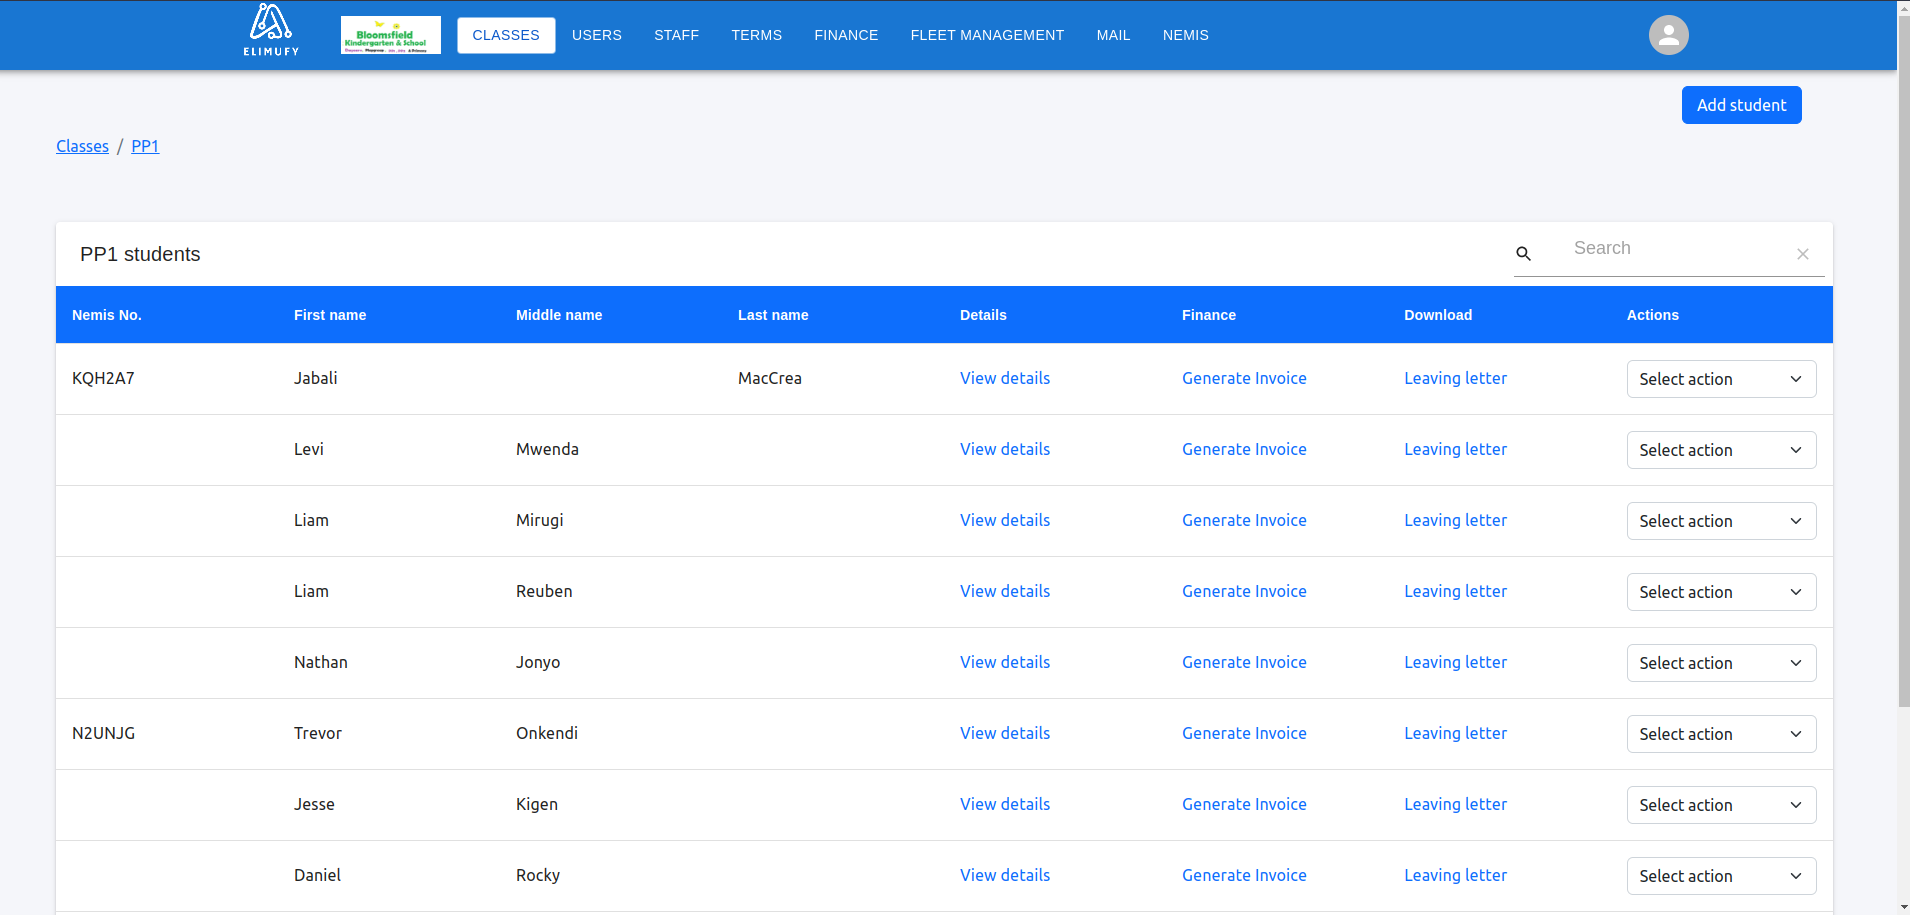 ELIMUFY
Bloomsfield
Kindergarten & School
CLASSES USERS STAFF TERMS FINANCE FLEET MANAGEMENT MAIL NEMIS
Add student
Classes / PP1
PP1 students
Search
Nemis No. First name Middle name Last name Details Finance Download Actions
KQH2A7 Jabali MacCrea View details Generate Invoice Leaving letter Select action
Levi Mwenda View details Generate Invoice Leaving letter Select action
Liam Mirugi View details Generate Invoice Leaving letter Select action
Liam Reuben View details Generate Invoice Leaving letter Select action
Nathan Jonyo View details Generate Invoice Leaving letter Select action
N2UNJG Trevor Onkendi View details Generate Invoice Leaving letter Select action
Jesse Kigen View details Generate Invoice Leaving letter Select action
Daniel Rocky View details Generate Invoice Leaving letter Select action